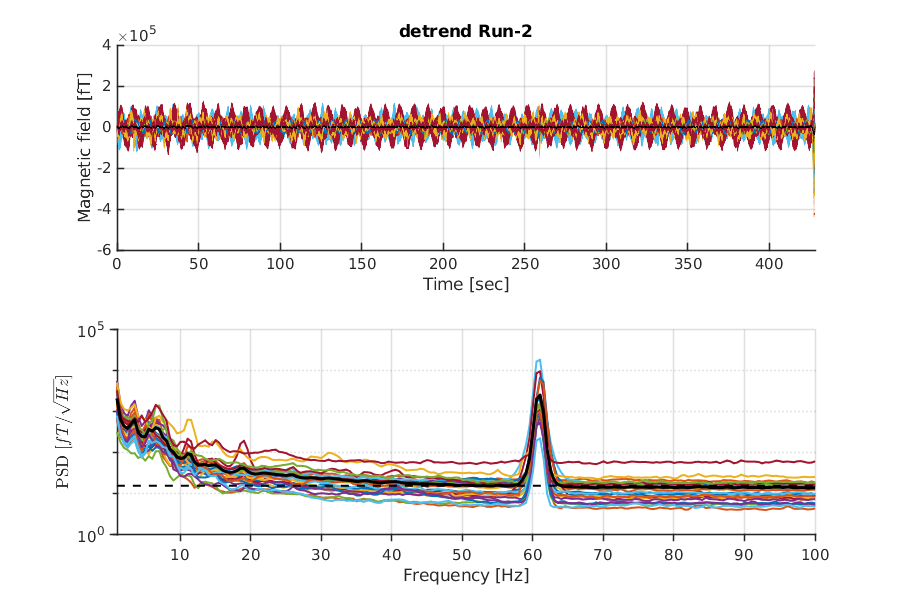 detrend Run-2
×10^5
4
2
0
-2
-4
-6
Magnetic ffield [fT]
0 50 100 150 200 250 300 350 400
Time [sec]
10^5
10^0
PSD [fT/√Hz]
10 20 30 40 50 60 70 80 90 100
Frequency [Hz]